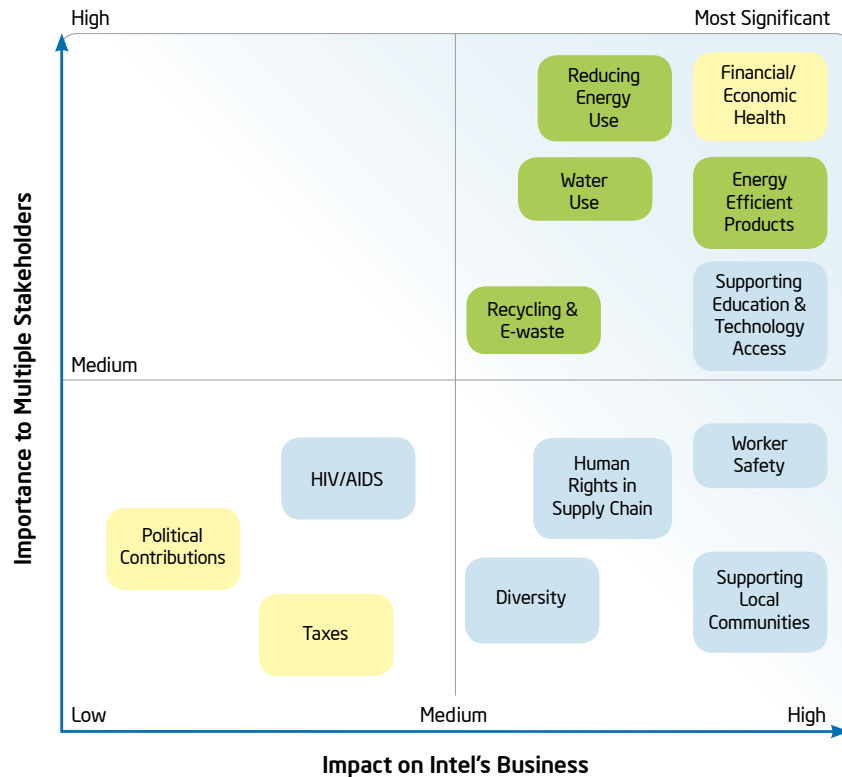 High
Most Significant
Reducing
Energy
Use
Financial/
Economic
Health
Water
Use
Energy
Efficient
Products
Recycling &
E-waste
Supporting
Education &
Technology
Access
Importance to Multiple Stakeholders
Medium
HIV/AIDS
Human
Rights in
Supply Chain
Worker
Safety
Political
Contributions
Diversity
Supporting
Local
Communities
Taxes
Low
Medium
High
Impact on Intel's Business